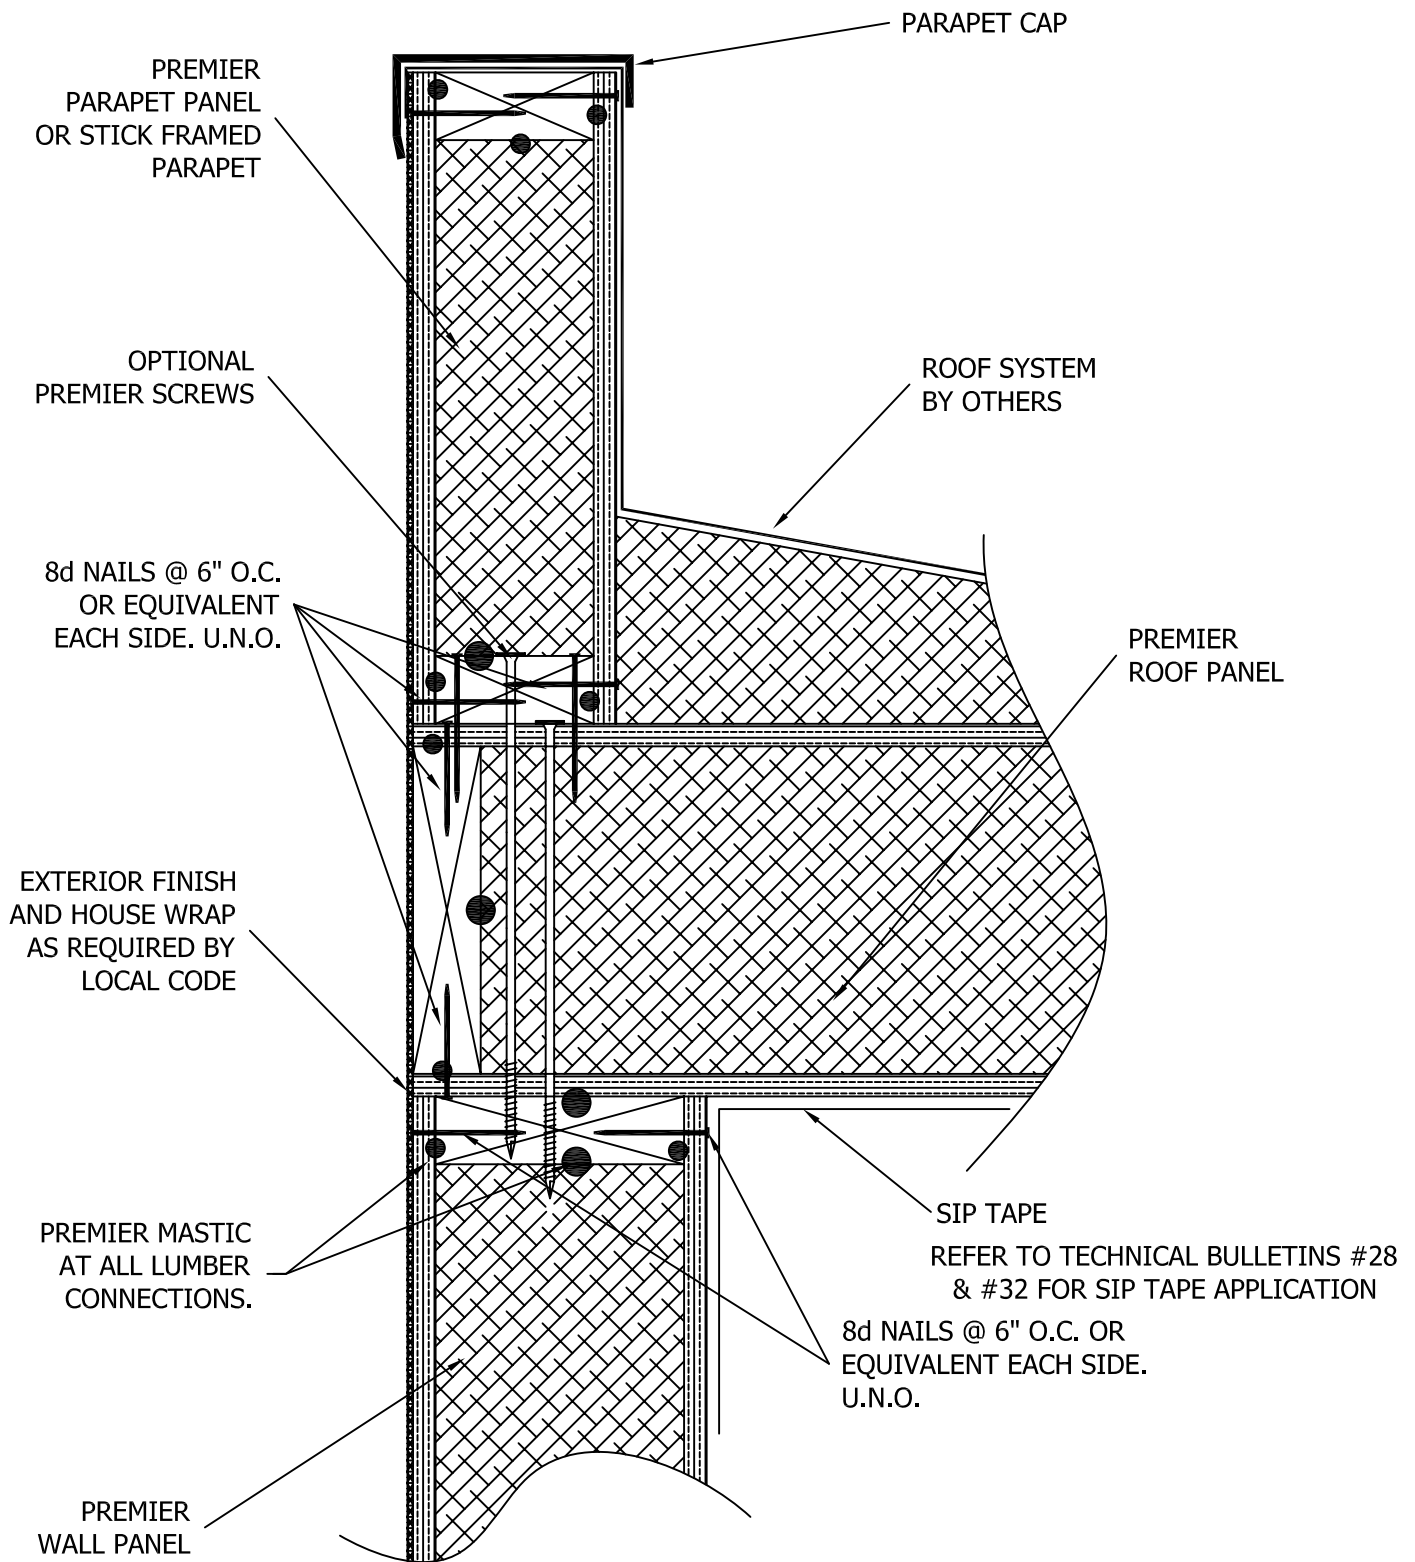 PARAPET CAP
PREMIER
PARAPET PANEL
OR STICK FRAMED
PARAPET
OPTIONAL
PREMIER SCREWS
ROOF SYSTEM
BY OTHERS
8d NAILS @ 6" O.C.
OR EQUIVALENT
EACH SIDE. U.N.O.
PREMIER
ROOF PANEL
EXTERIOR FINISH
AND HOUSE WRAP
AS REQUIRED BY
LOCAL CODE
PREMIER MASTIC
AT ALL LUMBER
CONNECTIONS.
SIP TAPE
REFER TO TECHNICAL BULLETINS #28
& #32 FOR SIP TAPE APPLICATION
8d NAILS @ 6" O.C. OR
EQUIVALENT EACH SIDE.
U.N.O.
PREMIER
WALL PANEL